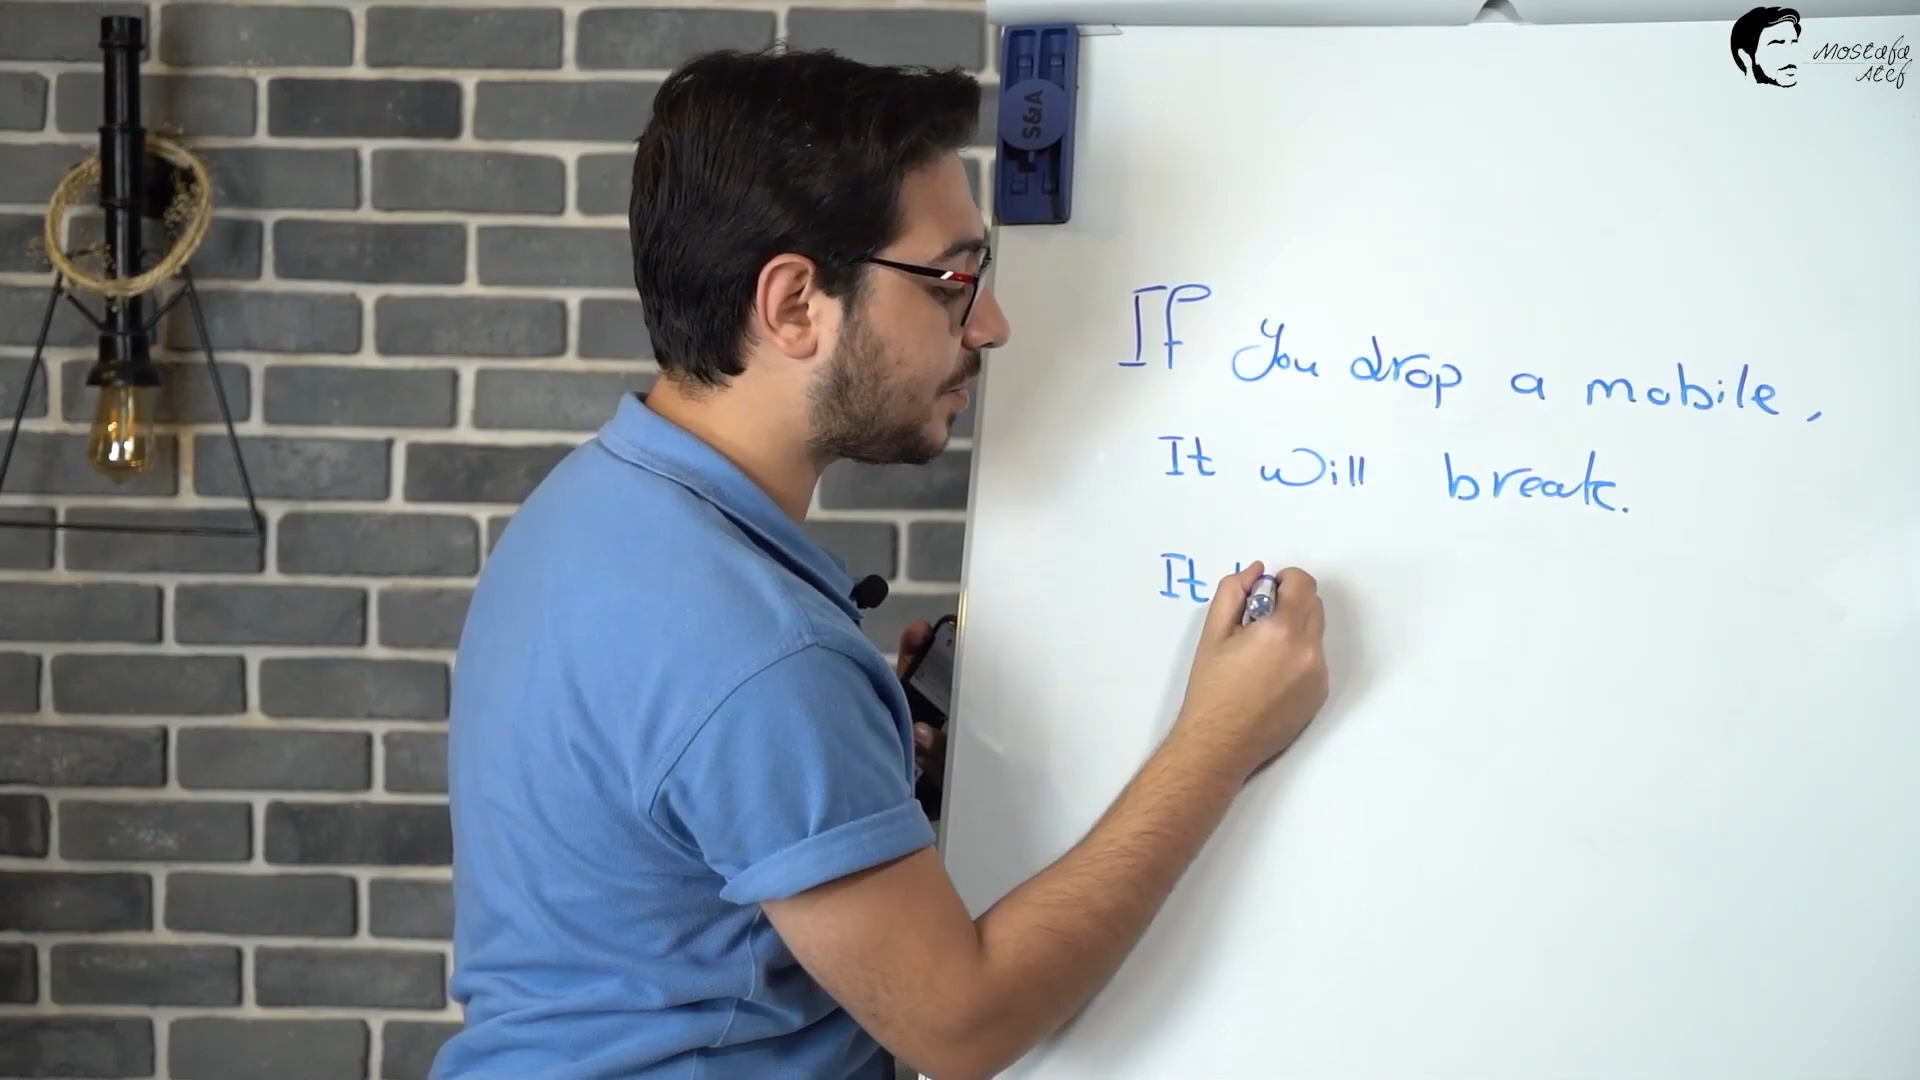 Mostafa
Atef
S&A
If You drop a mobile,
It will break.
It